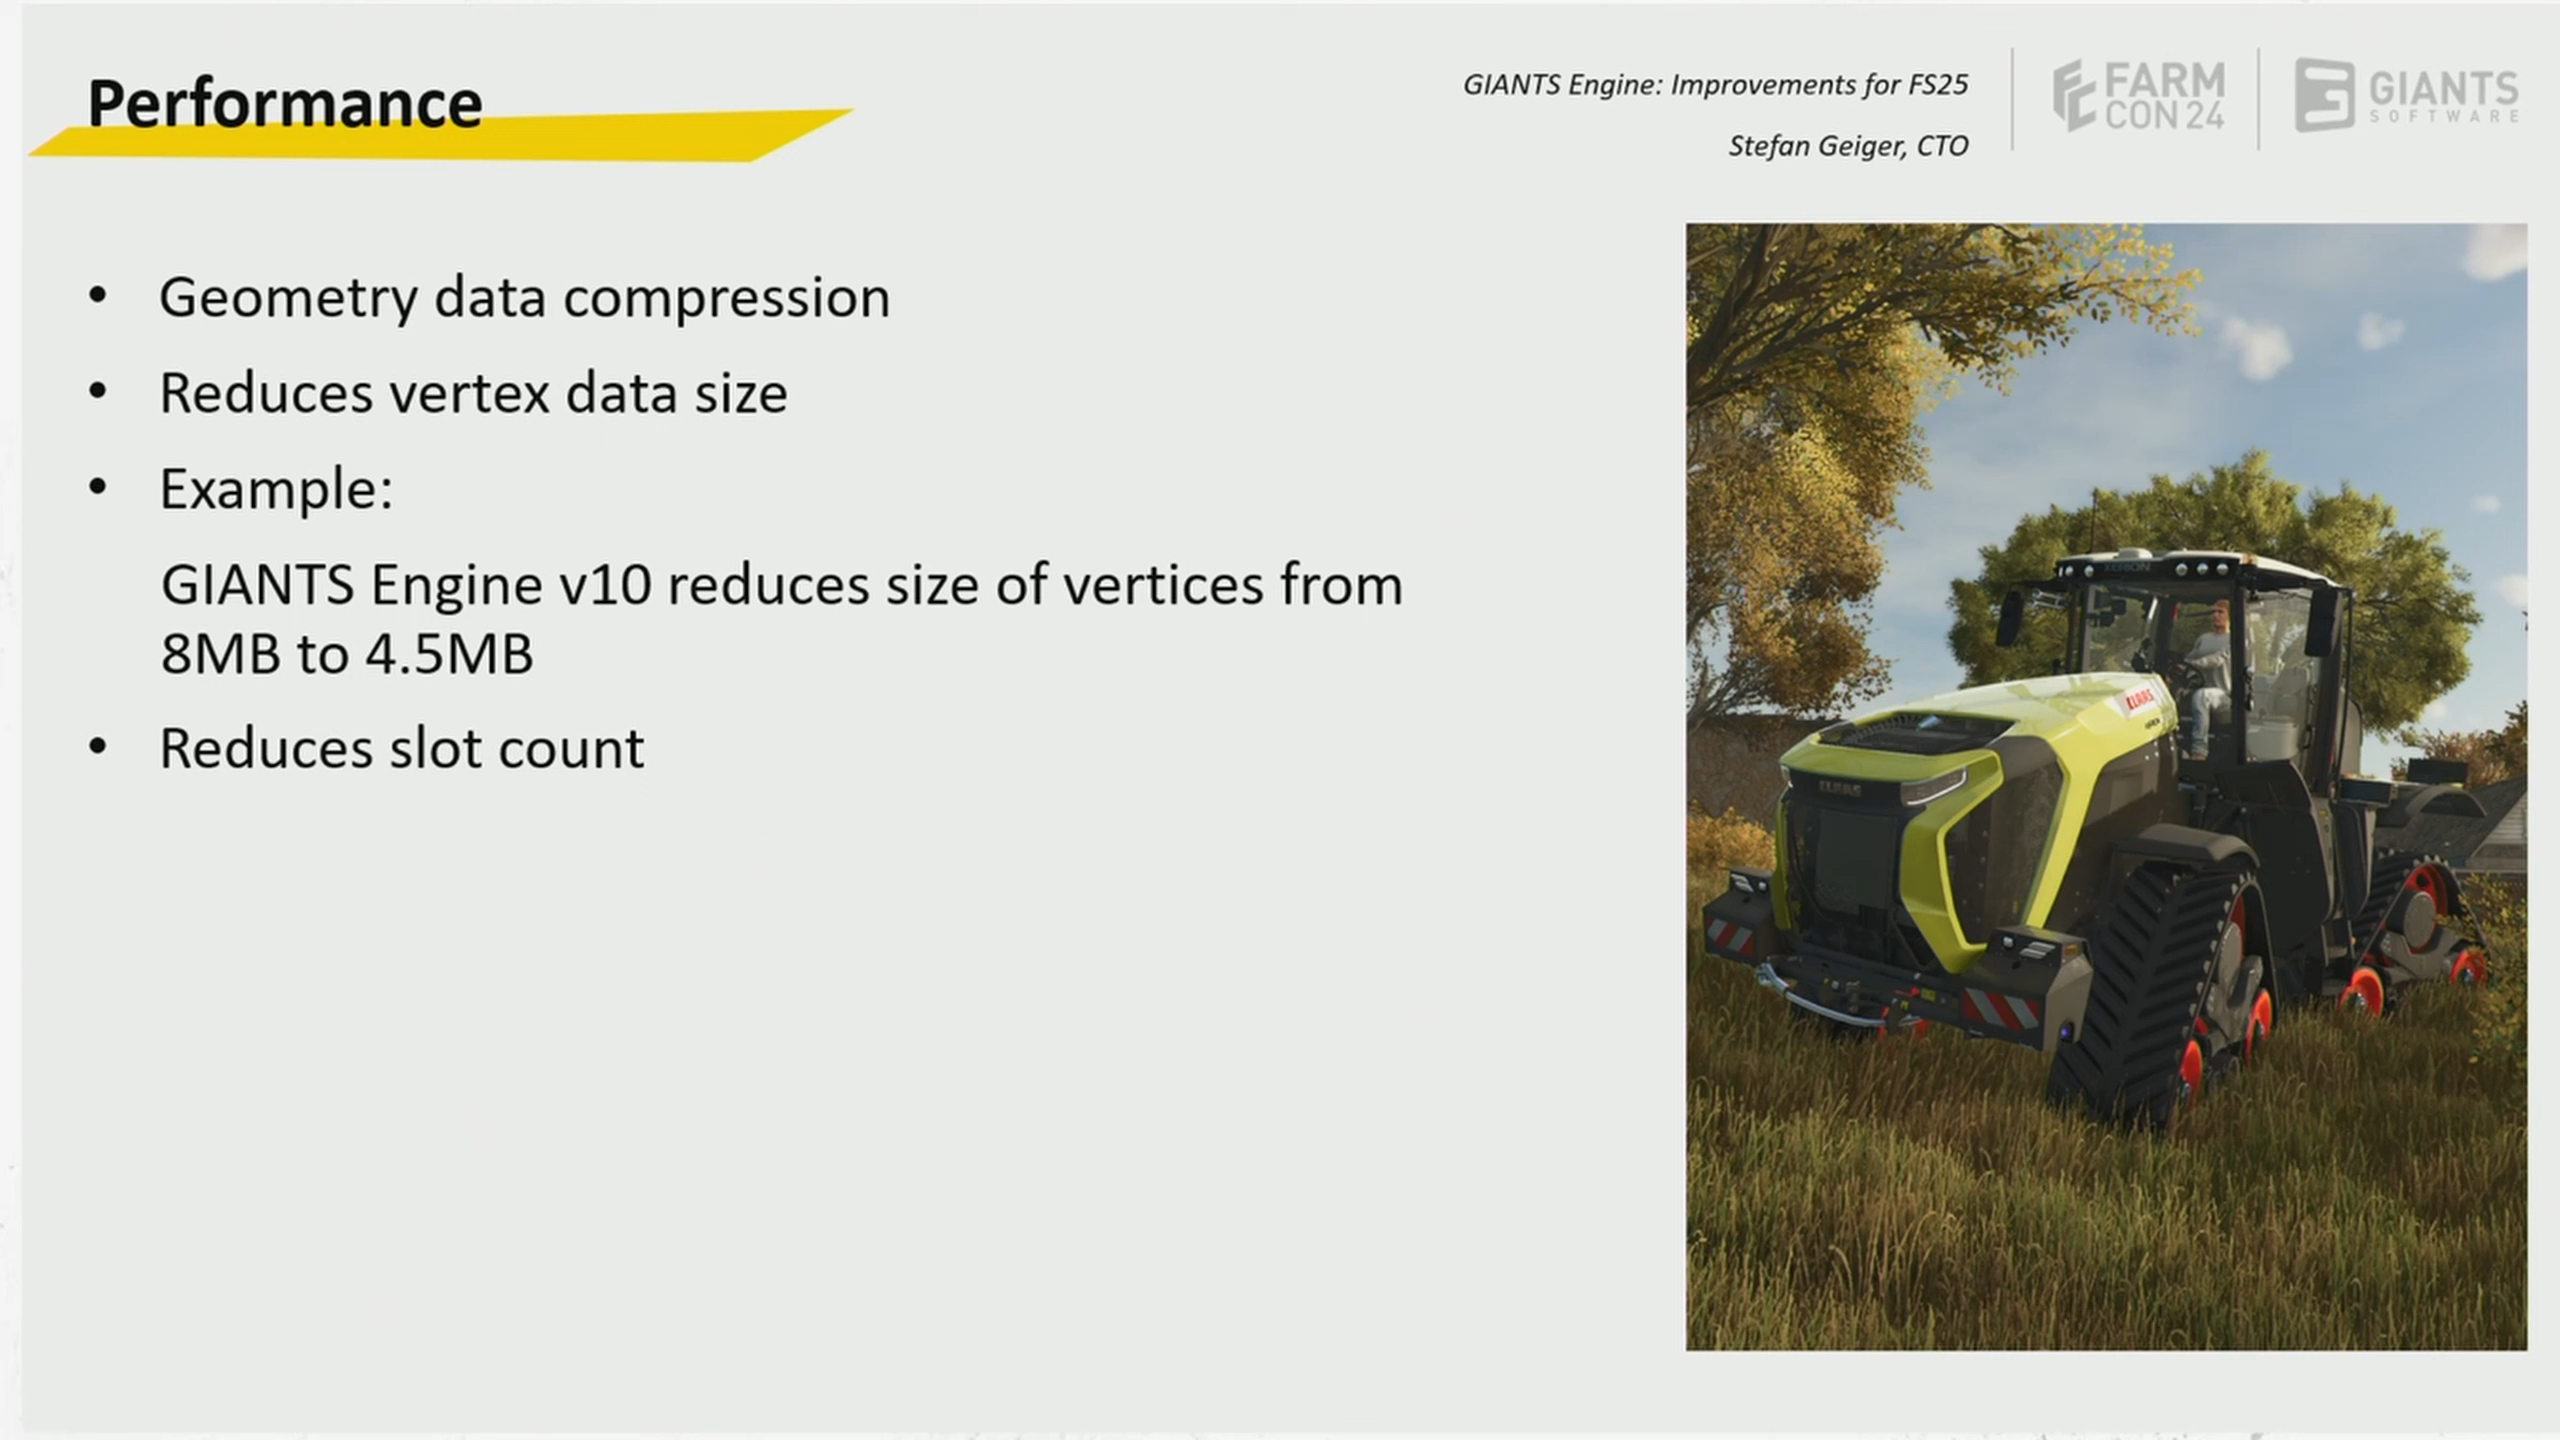 Performance
GIANTS Engine: Improvements for FS25
Stefan Geiger, CTO
FARM
CON 24
GIANTS
SOFTWARE
• Geometry data compression
• Reduces vertex data size
• Example:
GIANTS Engine v10 reduces size of vertices from
8MB to 4.5MB
• Reduces slot count
XERION
CLAAS
CLAAS